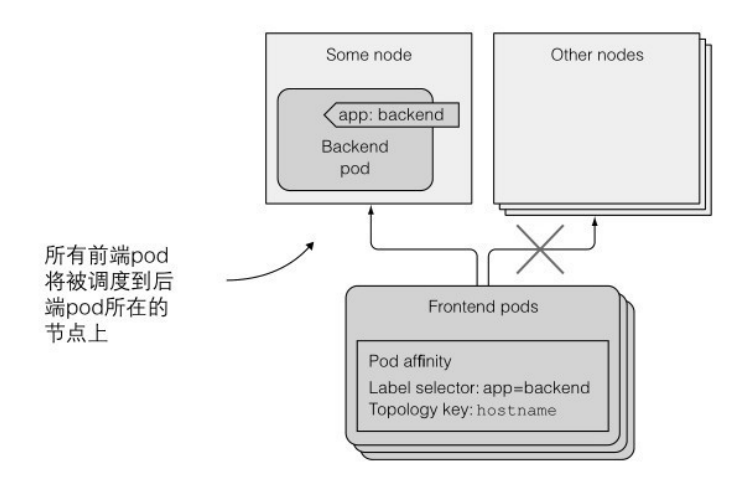 Some node
Other nodes
app: backend
Backend
pod
所有前端pod
将被调度到后
端pod所在的
节点上
Frontend pods
Pod affinity
Label selector: app=backend
Topology key: hostname